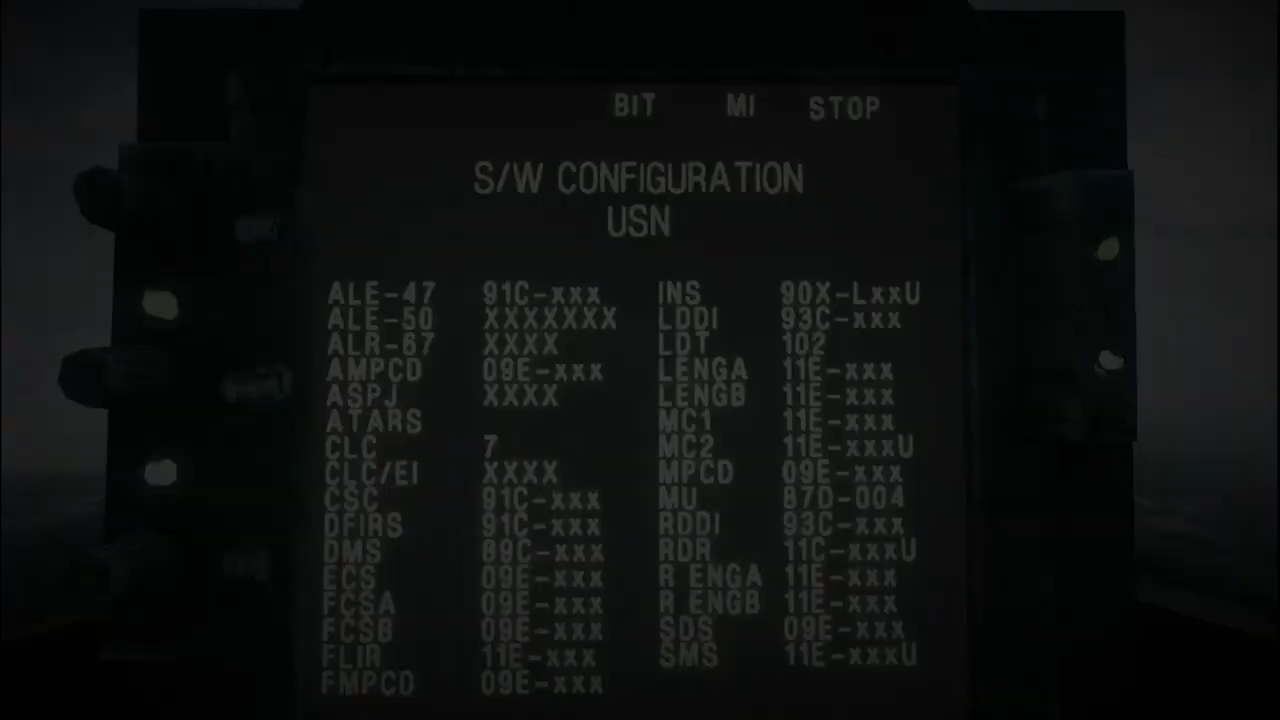 BIT MI STOP
S/W CONFIGURATION
USN
ALE-47 91C-xxx INS 90X-LxxU
ALE-50 XXXXXXX LDDI 93C-xxx
ALR-67 XXXX LDT 102
AMPCD 09E-xxx LENGA 11E-xxx
ASPJ XXXX LENGB 11E-xxx
ATARS MC1 11E-xxx
CLC 7 MC2 11E-xxxU
CLC/EI XXXX MPCD 09E-xxx
CSC 91C-xxx MU 87D-004
DFIRS 91C-xxx RDDI 93C-xxx
DMS 89C-xxx RDR 11C-xxxU
ECS 09E-xxx R ENGA 11E-xxx
FCSA 09E-xxx R ENGB 11E-xxx
FCSB 09E-xxx SDS 09E-xxx
FLIR 11E-xxx SMS 11E-xxxU
FMPCD 09E-xxx